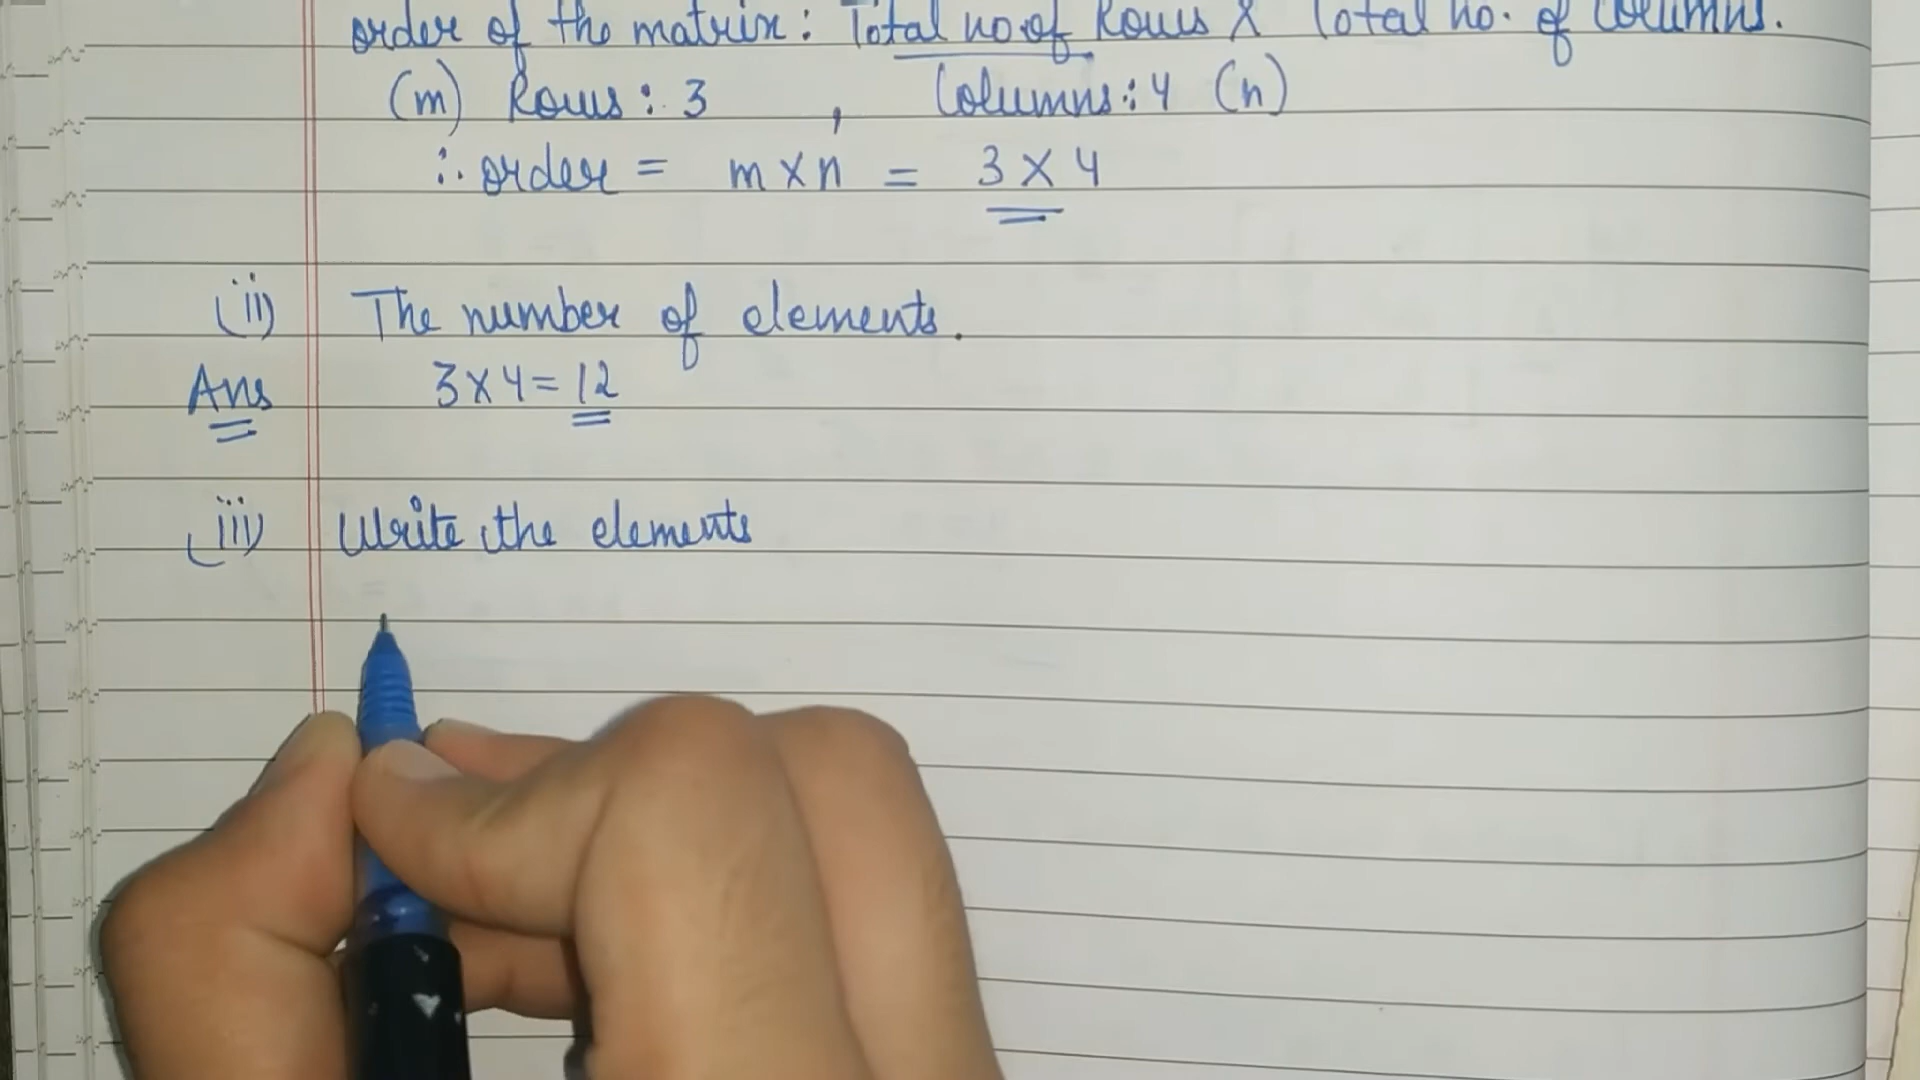 order of the matrix : Total no of Rows X Total no. of Columns.
(m) Rows : 3 , Columns : 4 (n)
∴ order = m x n = 3 X 4
(ii) The number of elements.
Ans 3 x 4 = 12
(iii) Write the elements